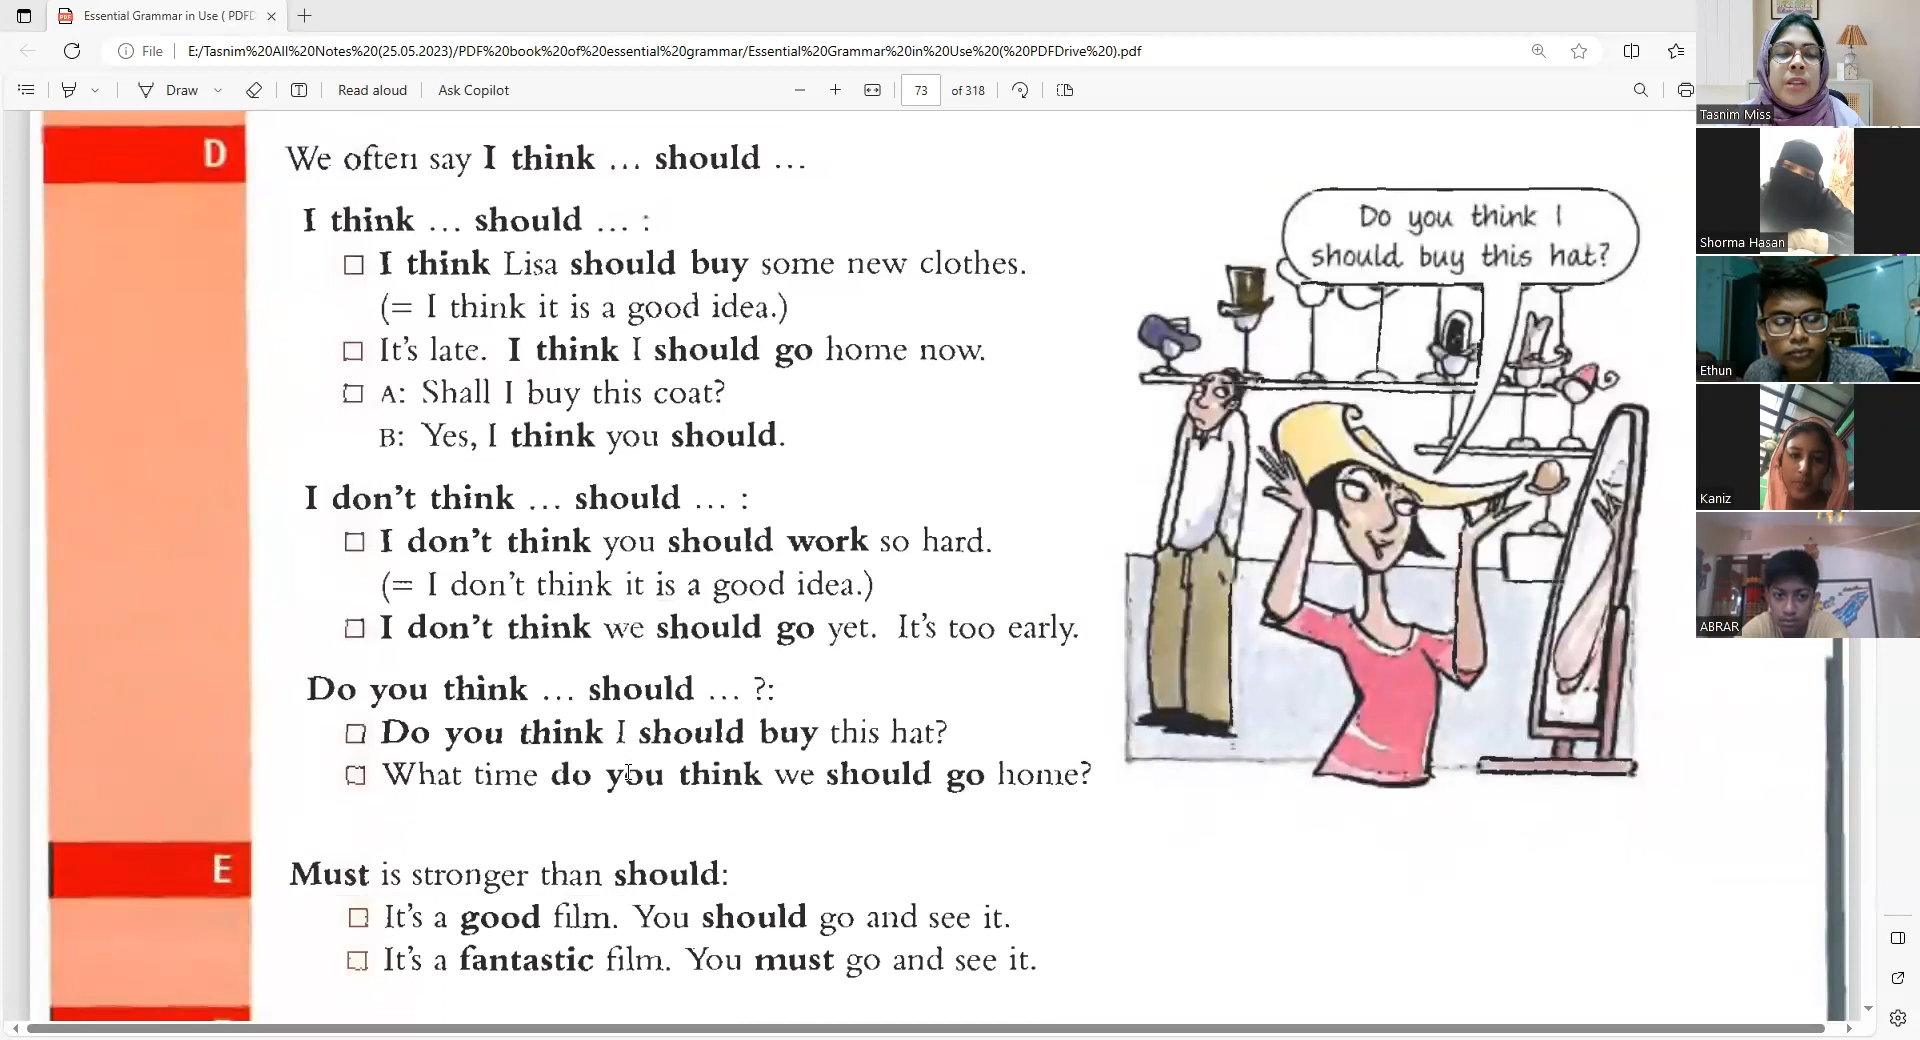 Essential Grammar in Use ( PDFD
File
E:/Tasnim%20All%20Notes%20(25.05.2023)/PDF%20book%20of%20essential%20grammar/Essential%20Grammar%20in%20Use%20(%20PDFDrive%20).pdf
Draw
Read aloud
Ask Copilot
73 of 318
D
We often say I think ... should ...
I think ... should ... :
I think Lisa should buy some new clothes.
(= I think it is a good idea.)
It's late. I think I should go home now.
A: Shall I buy this coat?
B: Yes, I think you should.
I don't think ... should ... :
I don't think you should work so hard.
(= I don't think it is a good idea.)
I don't think we should go yet. It's too early.
Do you think ... should ... ?:
Do you think I should buy this hat?
What time do you think we should go home?
Do you think I
should buy this hat?
E
Must is stronger than should:
It's a good film. You should go and see it.
It's a fantastic film. You must go and see it.
Tasnim Miss
Shorma Hasan
Ethun
Kaniz
ABRAR